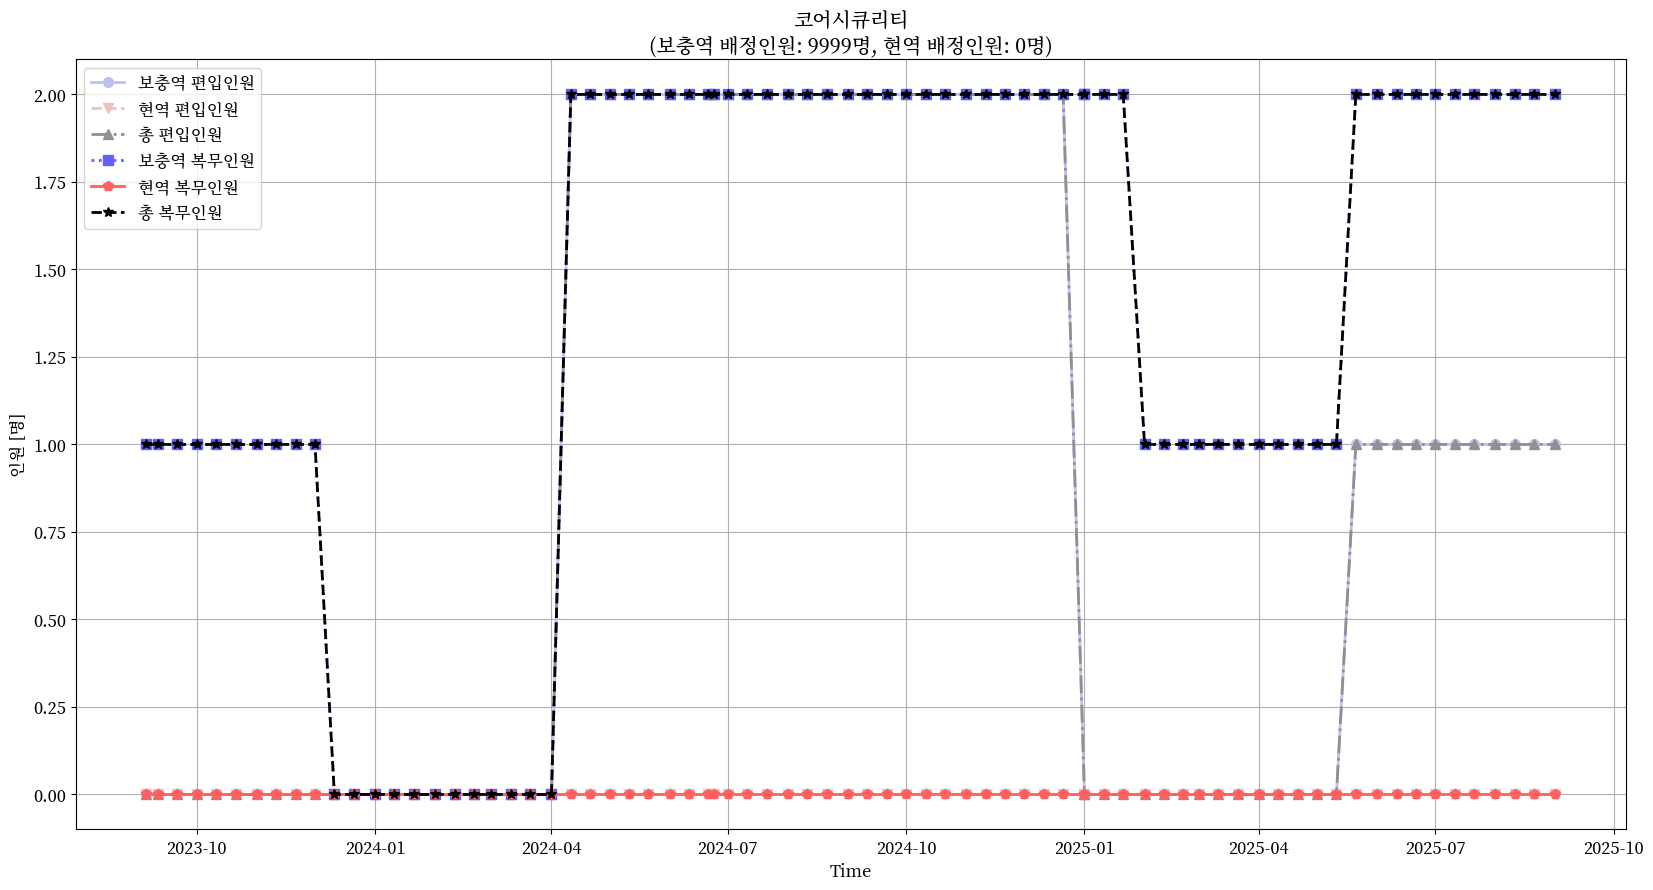 코어시큐리티
(보충역 배정인원: 9999명, 현역 배정인원: 0명)
보충역 편입인원
현역 편입인원
총 편입인원
보충역 복무인원
현역 복무인원
총 복무인원
인원 [명]
2.00
1.75
1.50
1.25
1.00
0.75
0.50
0.25
0.00
2023-10
2024-01
2024-04
2024-07
2024-10
2025-01
2025-04
2025-07
2025-10
Time